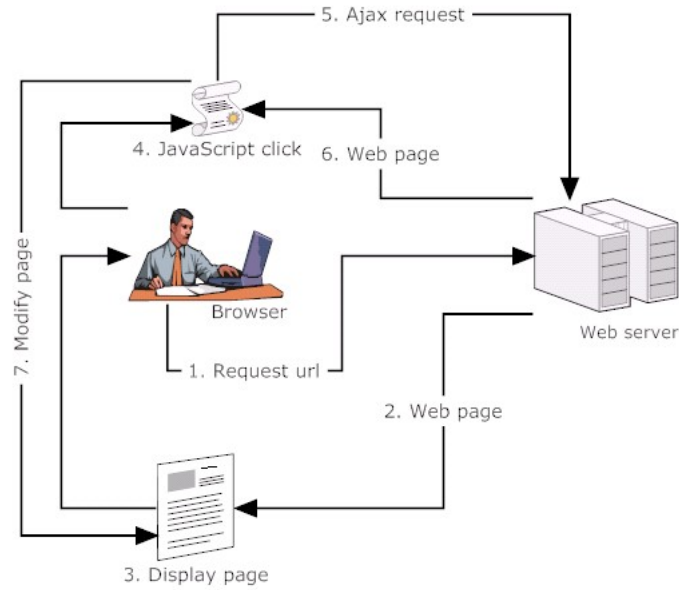 5. Ajax request
4. JavaScript click
6. Web page
7. Modify page
Browser
Web server
1. Request url
2. Web page
3. Display page